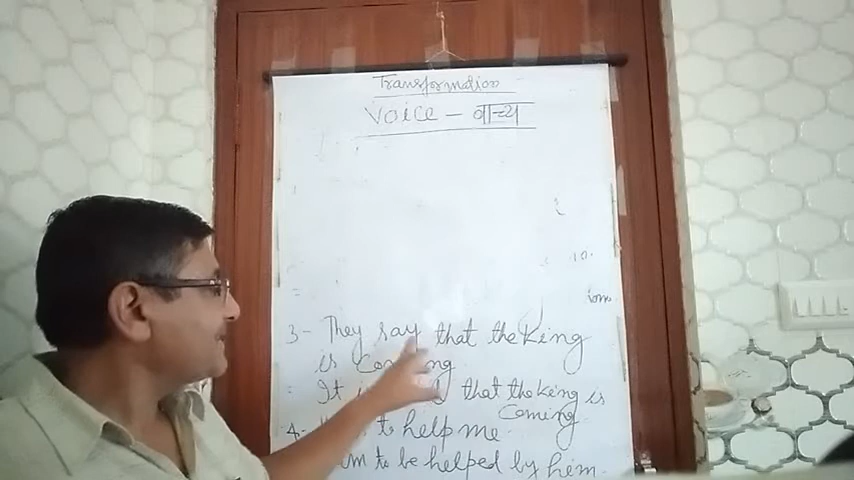 Transformation
Voice - वाच्य
3- They say that the King
is
= It that the King is
Coming.
4- to help me.
to be helped by him.